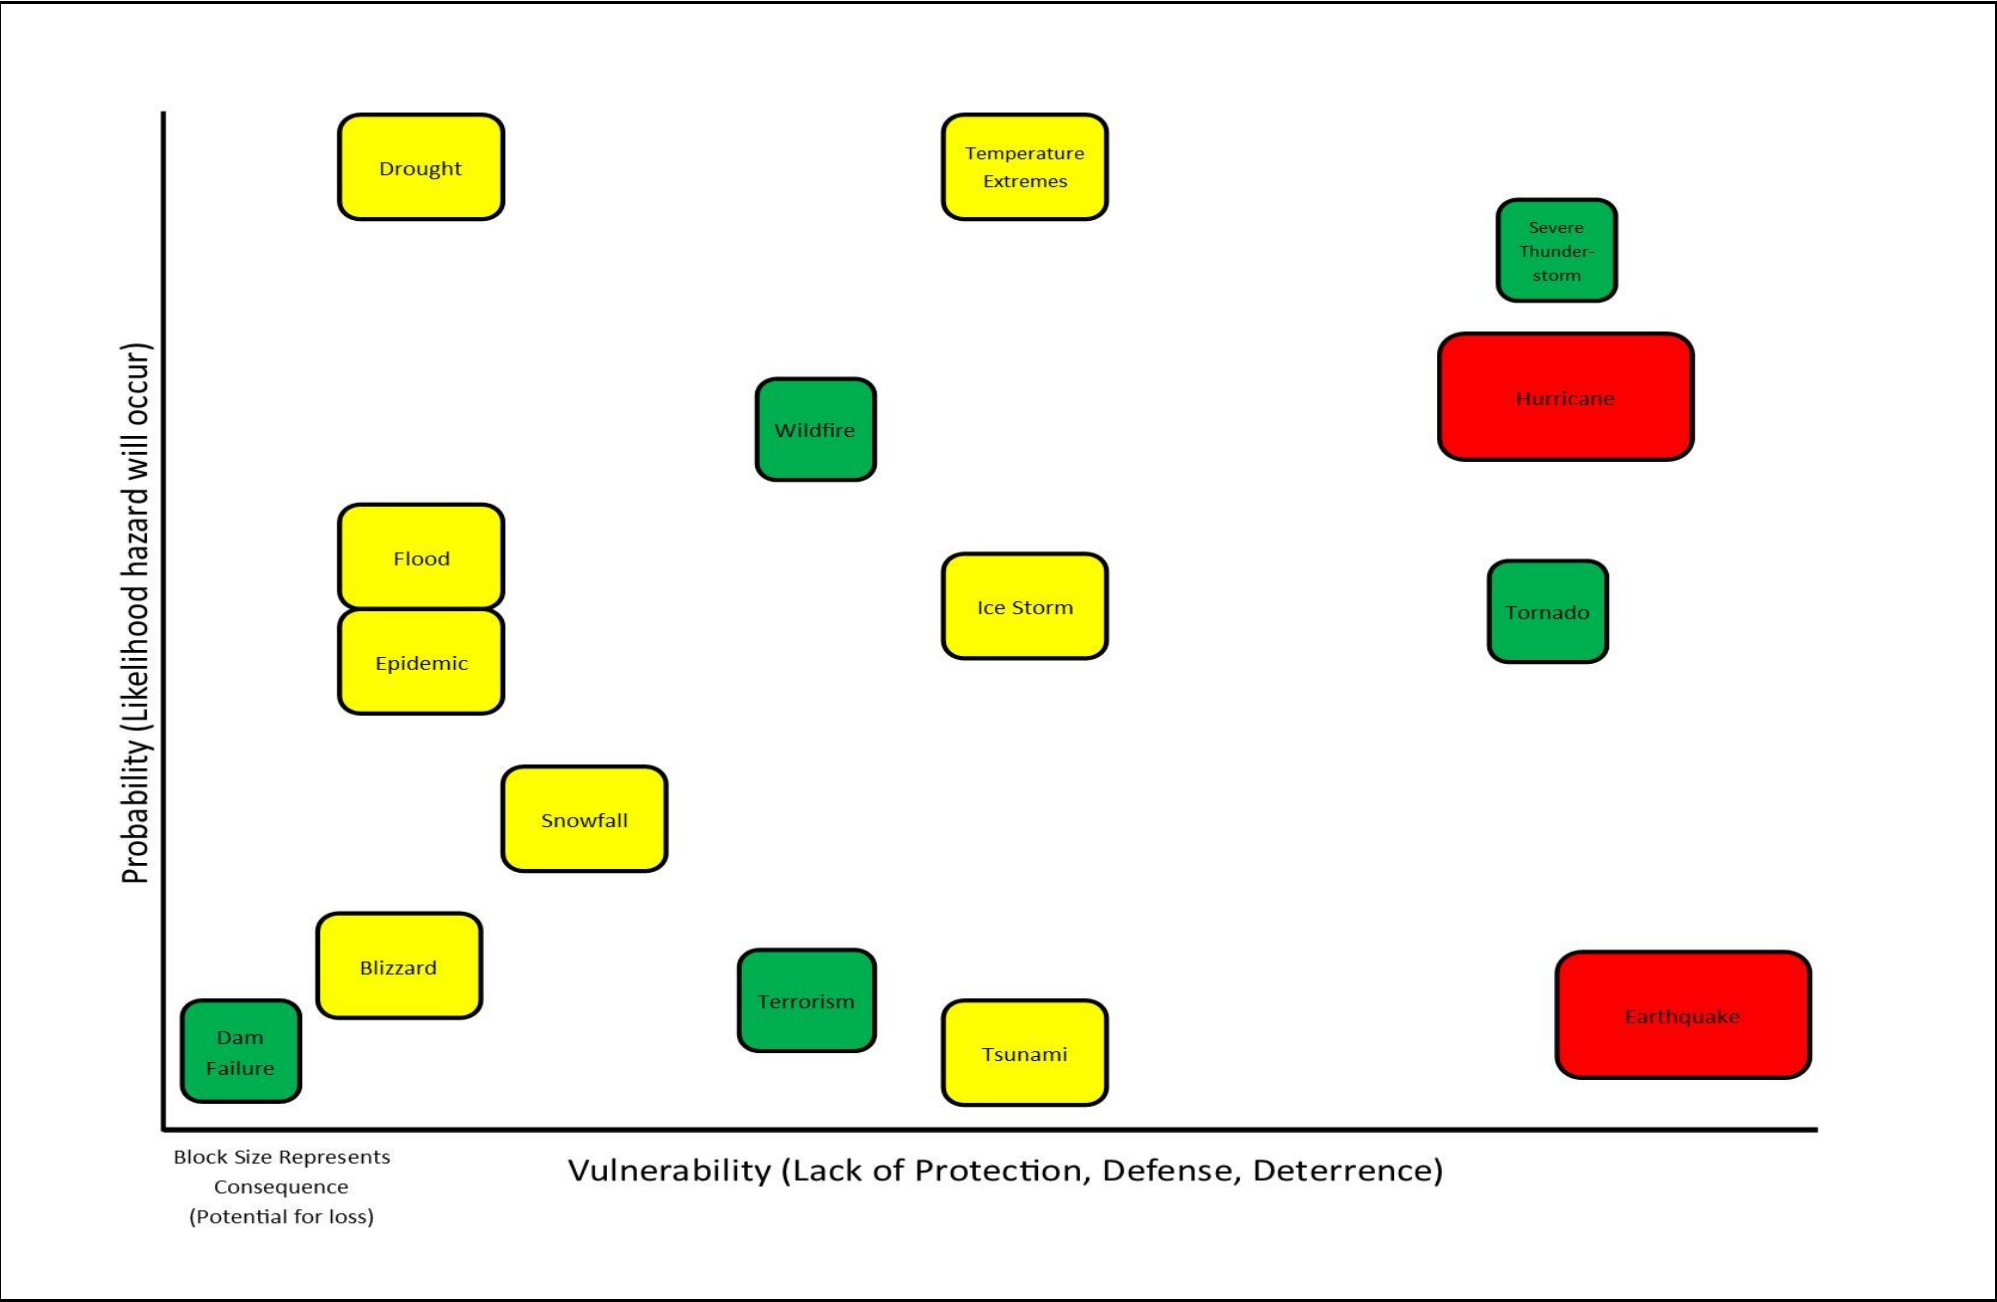 Drought
Temperature
Extremes
Severe
Thunder-
storm
Hurricane
Wildfire
Flood
Ice Storm
Tornado
Epidemic
Snowfall
Blizzard
Terrorism
Earthquake
Dam
Failure
Tsunami
Probability (Likelihood hazard will occur)
Block Size Represents
Consequence
(Potential for loss)
Vulnerability (Lack of Protection, Defense, Deterrence)